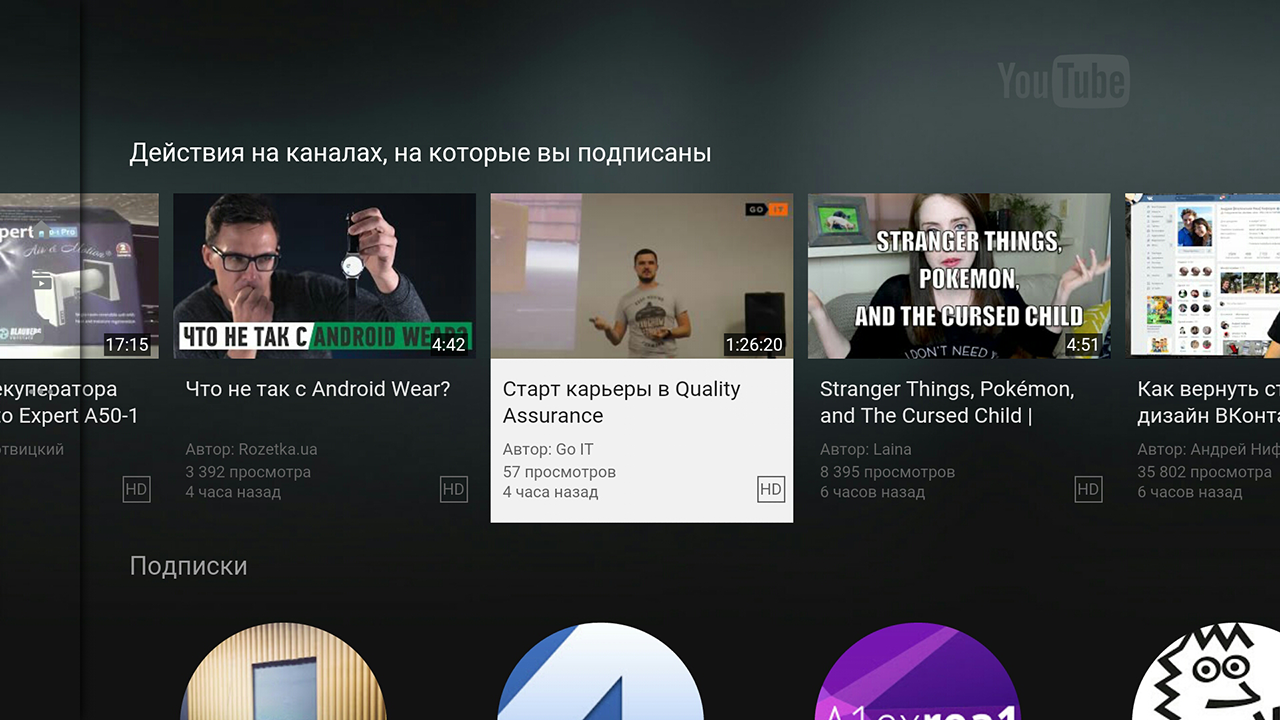 YouTube
Действия на каналах, на которые вы подписаны
GO IT
STRANGER THINGS,
POKEMON,
AND THE CURSED CHILD
I DON'T NEED
ЧТО НЕ ТАК С ANDROID WEAR?
17:15
4:42
1:26:20
4:51
екуператора
to Expert A50-1
отвицкий
HD
Что не так с Android Wear?
Автор: Rozetka.ua
3 392 просмотра
4 часа назад
HD
Старт карьеры в Quality
Assurance
Автор: Go IT
57 просмотров
4 часа назад
HD
Stranger Things, Pokémon,
and The Cursed Child |
Автор: Laina
8 395 просмотров
6 часов назад
HD
Как вернуть ст
дизайн ВКонта
Автор: Андрей Ниф
35 802 просмотра
6 часов назад
Подписки